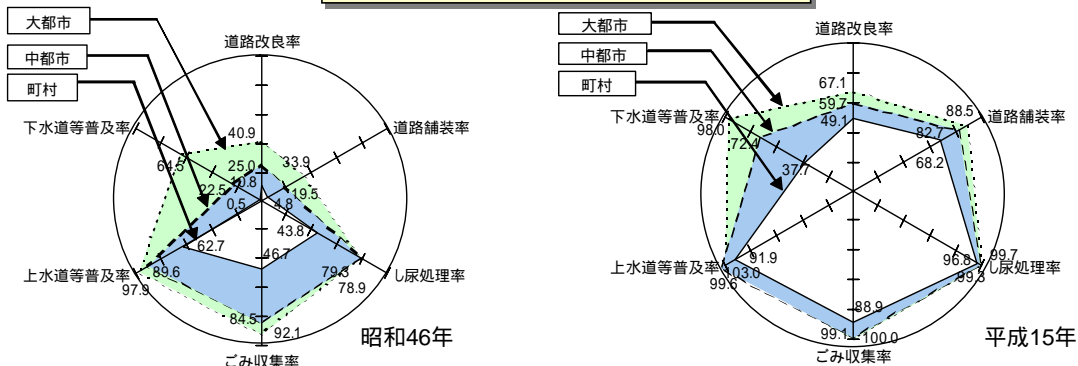 大都市
中都市
町村
道路改良率
道路舗装率
し尿処理率
ごみ収集率
上水道等普及率
下水道等普及率
40.9
25.0
10.8
33.9
19.5
4.8
43.8
79.3
78.9
46.7
84.5
92.1
62.7
89.6
97.9
64.5
22.5
0.5
昭和46年
大都市
中都市
町村
道路改良率
道路舗装率
し尿処理率
ごみ収集率
上水道等普及率
下水道等普及率
67.1
59.7
49.1
88.5
82.7
68.2
99.7
96.8
99.3
88.9
99.1
100.0
91.9
103.0
99.6
98.0
72.4
37.7
平成15年